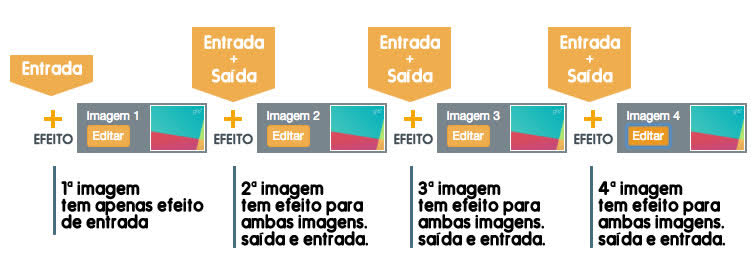 Entrada
Entrada
+
Saída
Entrada
+
Saída
Entrada
+
Saída
+
EFEITO
Imagem 1
Editar
+
EFEITO
Imagem 2
Editar
+
EFEITO
Imagem 3
Editar
+
EFEITO
Imagem 4
Editar
1ª imagem
tem apenas efeito
de entrada
2ª imagem
tem efeito para
ambas imagens.
saída e entrada.
3ª imagem
tem efeito para
ambas imagens.
saída e entrada.
4ª imagem
tem efeito para
ambas imagens.
saída e entrada.